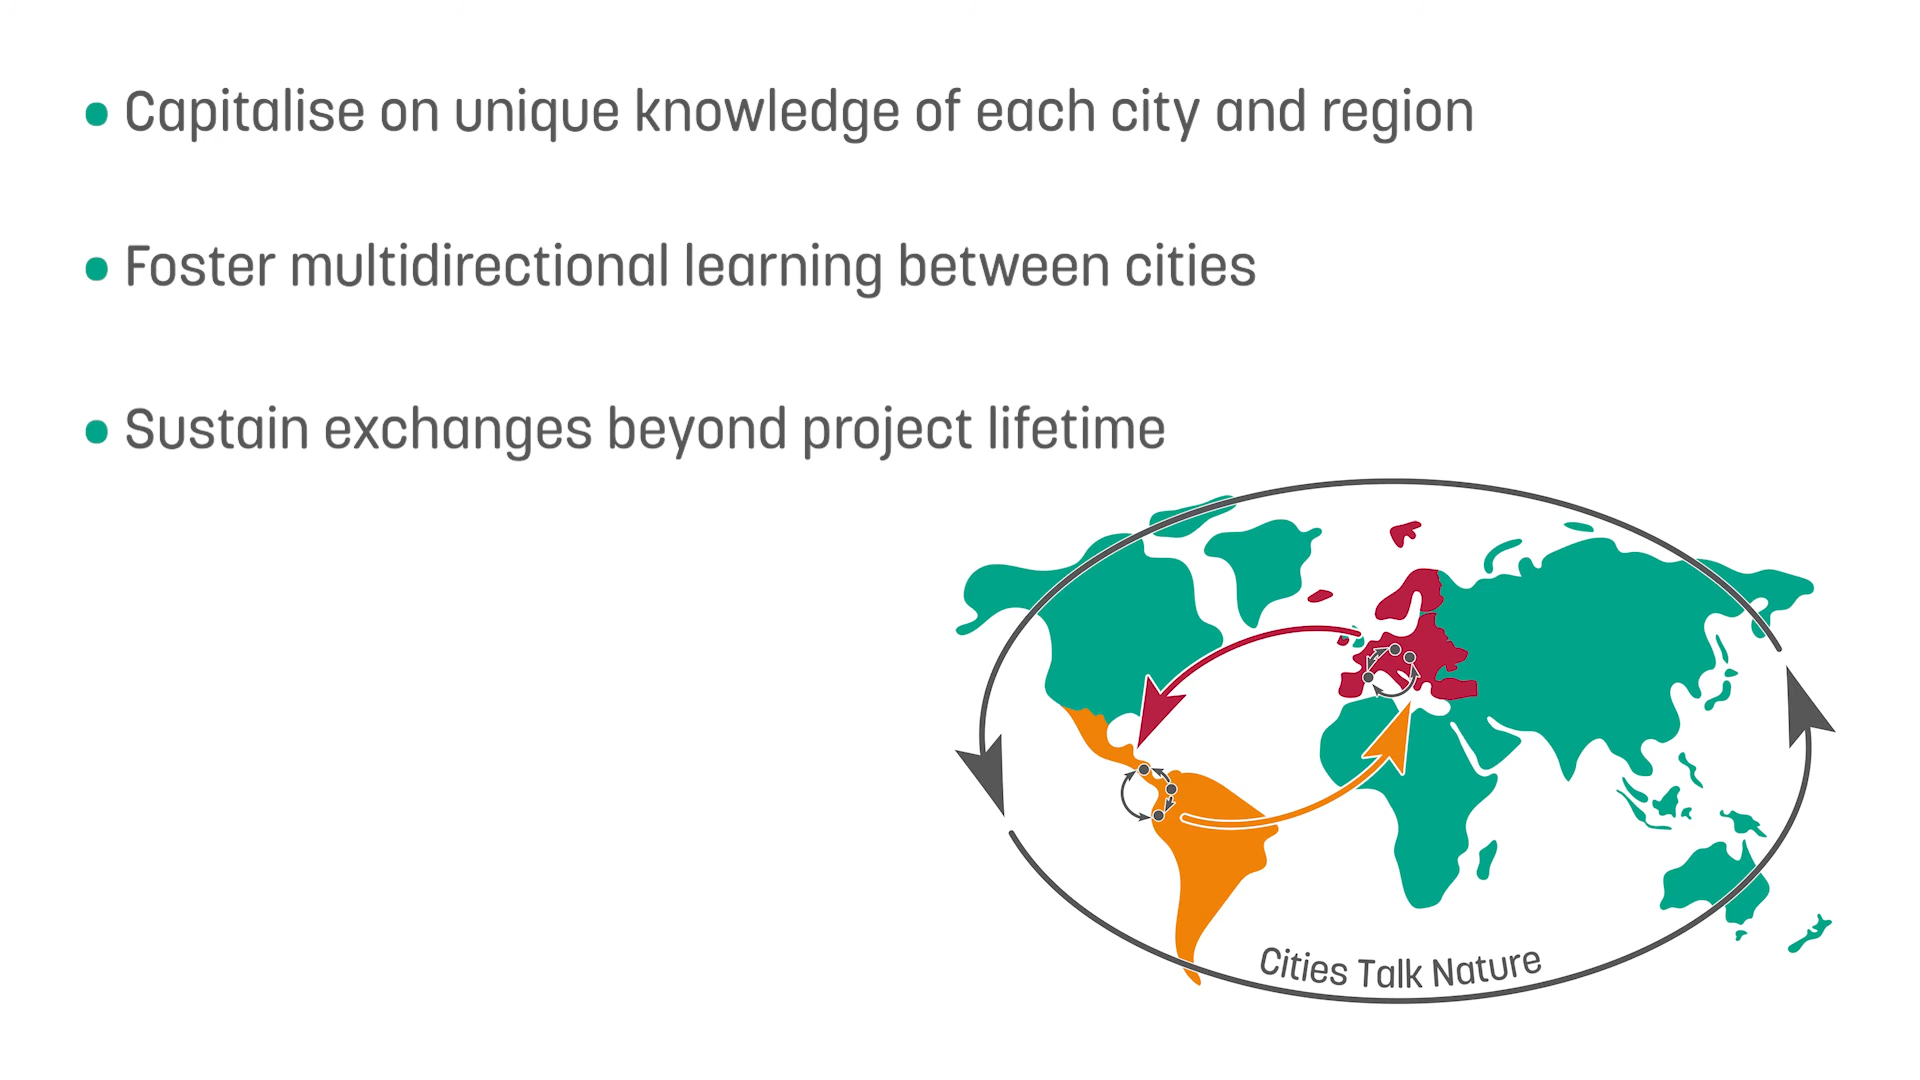 Capitalise on unique knowledge of each city and region
Foster multidirectional learning between cities
Sustain exchanges beyond project lifetime
Cities Talk Nature